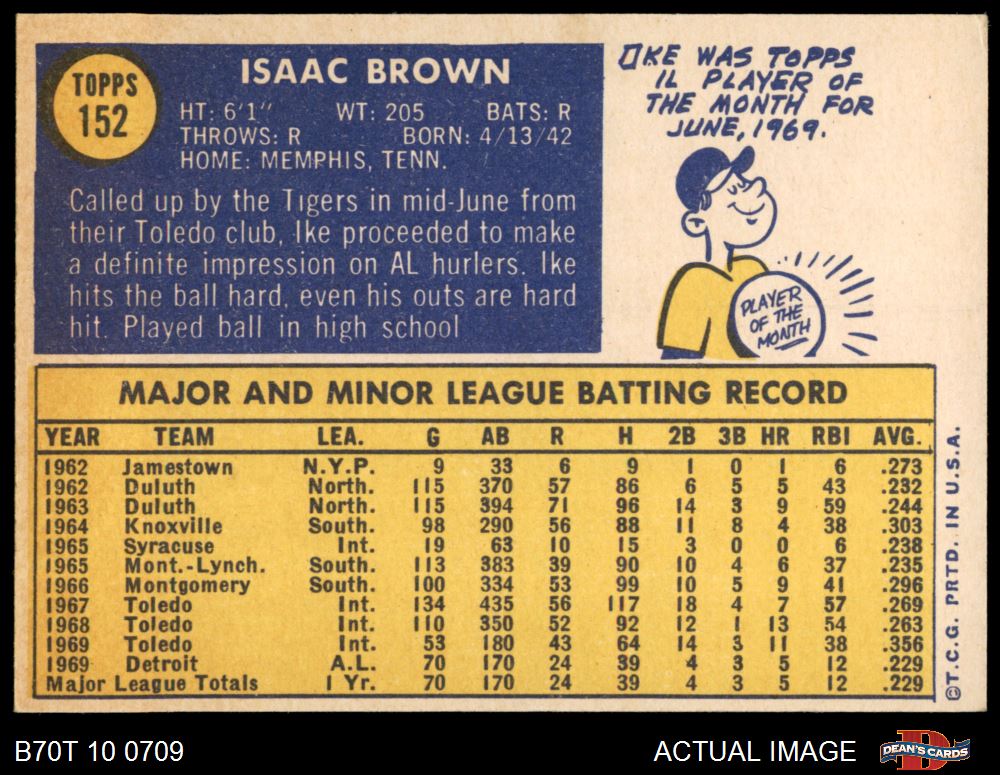 TOPPS
152
ISAAC BROWN
HT: 6'1" WT: 205 BATS: R
THROWS: R BORN: 4/13/42
HOME: MEMPHIS, TENN.
Called up by the Tigers in mid-June from
their Toledo club, Ike proceeded to make
a definite impression on AL hurlers. Ike
hits the ball hard, even his outs are hard
hit. Played ball in high school
IKE WAS TOPPS
IL PLAYER OF
THE MONTH FOR
JUNE, 1969.
PLAYER
OF THE
MONTH
MAJOR AND MINOR LEAGUE BATTING RECORD
YEAR TEAM LEA. G AB R H 2B 3B HR RBI AVG.
1962 Jamestown N.Y.P. 9 33 6 9 1 0 1 6 .273
1962 Duluth North. 115 370 57 86 6 5 5 43 .232
1963 Duluth North. 115 394 71 96 14 3 9 59 .244
1964 Knoxville South. 98 290 56 88 11 8 4 38 .303
1965 Syracuse Int. 19 63 10 15 3 0 0 6 .238
1965 Mont.-Lynch. South. 113 383 39 90 10 4 6 37 .235
1966 Montgomery South. 100 334 53 99 10 5 9 41 .296
1967 Toledo Int. 134 435 56 117 18 4 7 57 .269
1968 Toledo Int. 110 350 52 92 12 1 13 54 .263
1969 Toledo Int. 53 180 43 64 14 3 11 38 .356
1969 Detroit A.L. 70 170 24 39 4 3 5 12 .229
Major League Totals 1 Yr. 70 170 24 39 4 3 5 12 .229
©T.C.G. PRTD. IN U.S.A.
B70T 10 0709
ACTUAL IMAGE
D
DEAN'S CARDS